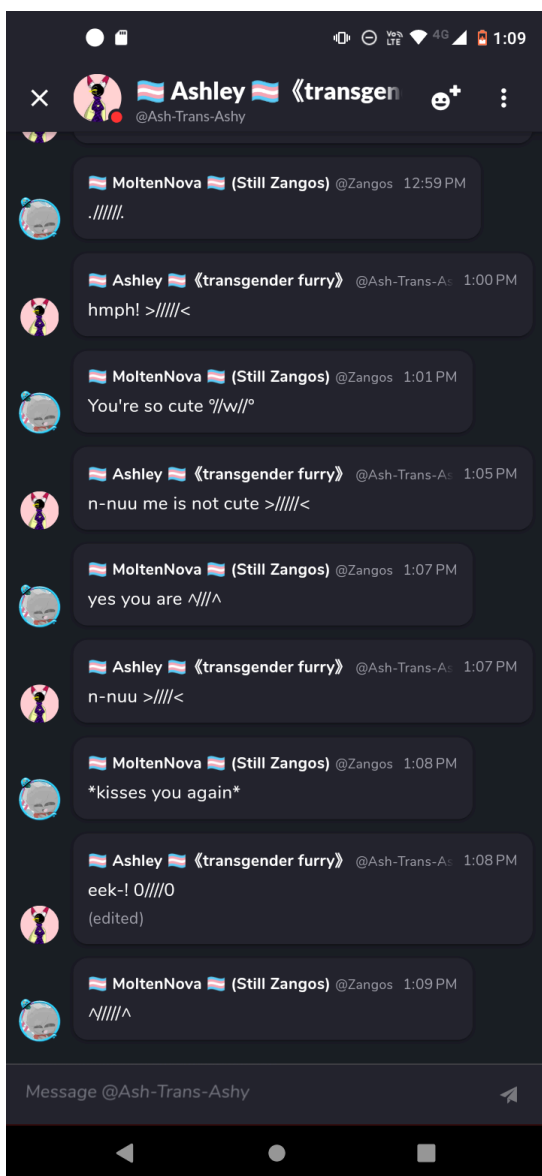 Vo)) LTE 4G 1:09
🏳️‍⚧️ Ashley 🏳️‍⚧️ 《transgen
@Ash-Trans-Ashy
🏳️‍⚧️ MoltenNova 🏳️‍⚧️ (Still Zangos) @Zangos 12:59 PM
.//////.
🏳️‍⚧️ Ashley 🏳️‍⚧️ 《transgender furry》 @Ash-Trans-As 1:00 PM
hmph! >/////<
🏳️‍⚧️ MoltenNova 🏳️‍⚧️ (Still Zangos) @Zangos 1:01 PM
You're so cute °//w//°
🏳️‍⚧️ Ashley 🏳️‍⚧️ 《transgender furry》 @Ash-Trans-As 1:05 PM
n-nuu me is not cute >/////<
🏳️‍⚧️ MoltenNova 🏳️‍⚧️ (Still Zangos) @Zangos 1:07 PM
yes you are ^///^
🏳️‍⚧️ Ashley 🏳️‍⚧️ 《transgender furry》 @Ash-Trans-As 1:07 PM
n-nuu >////<
🏳️‍⚧️ MoltenNova 🏳️‍⚧️ (Still Zangos) @Zangos 1:08 PM
*kisses you again*
🏳️‍⚧️ Ashley 🏳️‍⚧️ 《transgender furry》 @Ash-Trans-As 1:08 PM
eek-! 0////0
(edited)
🏳️‍⚧️ MoltenNova 🏳️‍⚧️ (Still Zangos) @Zangos 1:09 PM
^/////^
Message @Ash-Trans-Ashy